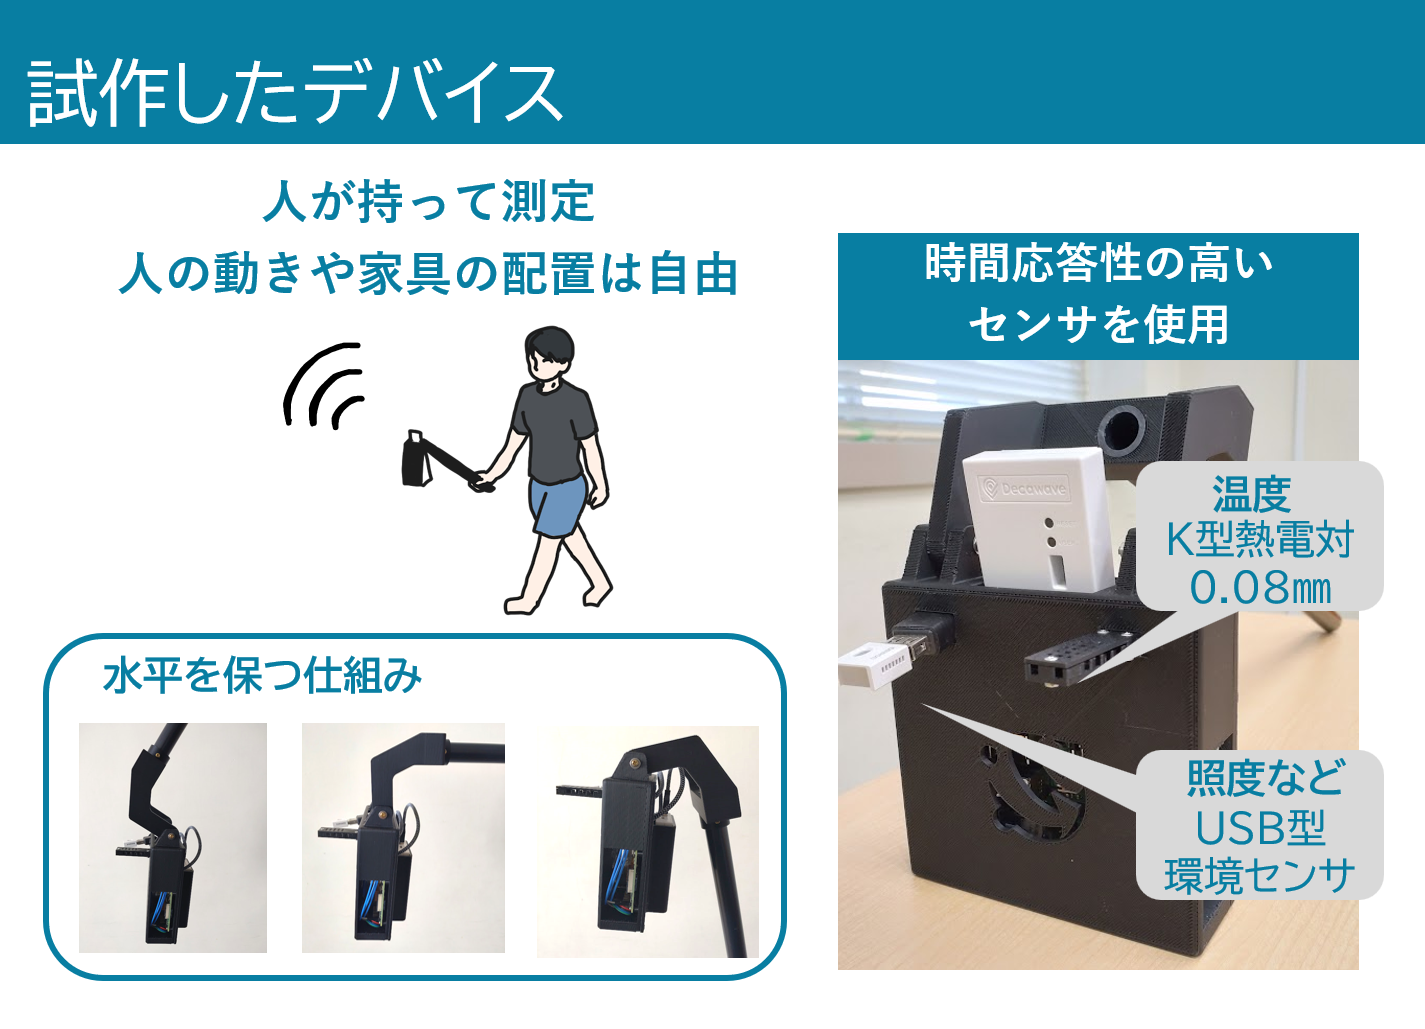 試作したデバイス
人が持って測定
人の動きや家具の配置は自由
水平を保つ仕組み
時間応答性の高い
センサを使用
Decawave
温度
K型熱電対
0.08㎜
照度など
USB型
環境センサ